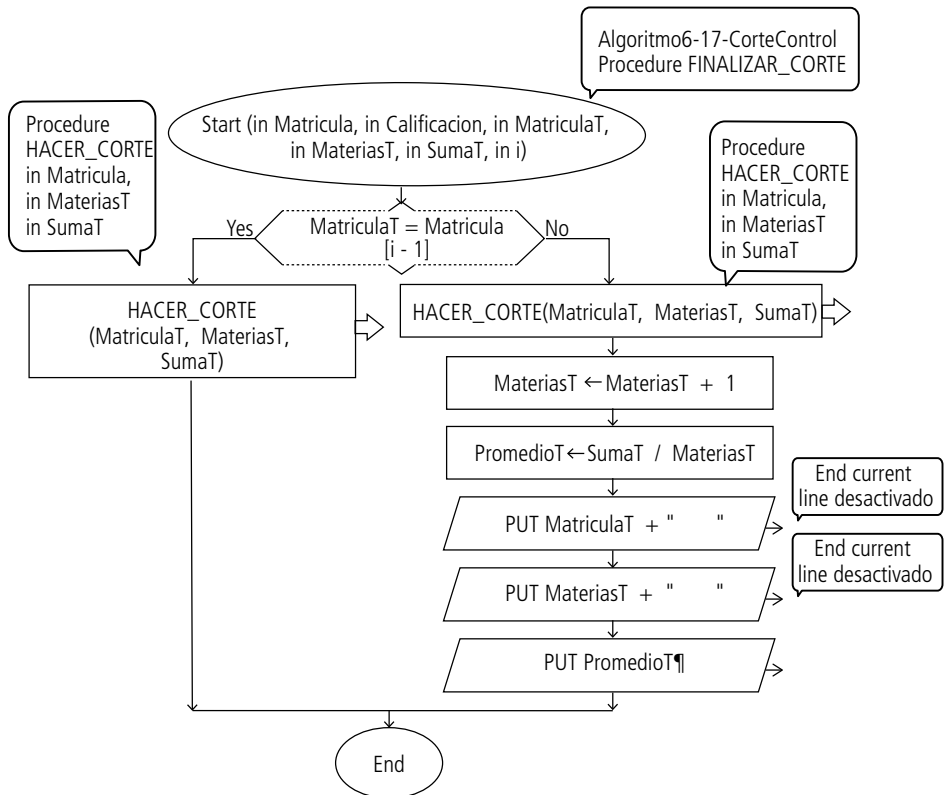 Algoritmo6-17-CorteControl
Procedure FINALIZAR_CORTE
Procedure
HACER_CORTE
in Matricula,
in MateriasT
in SumaT
Start (in Matricula, in Calificacion, in MatriculaT,
in MateriasT, in SumaT, in i)
Procedure
HACER_CORTE
in Matricula,
in MateriasT
in SumaT
Yes
MatriculaT = Matricula
[i - 1]
No
HACER_CORTE
(MatriculaT, MateriasT,
SumaT)
HACER_CORTE(MatriculaT, MateriasT, SumaT)
MateriasT ← MateriasT + 1
PromedioT←SumaT / MateriasT
End current
line desactivado
PUT MatriculaT + "     "
End current
line desactivado
PUT MateriasT + "     "
PUT PromedioT¶
End